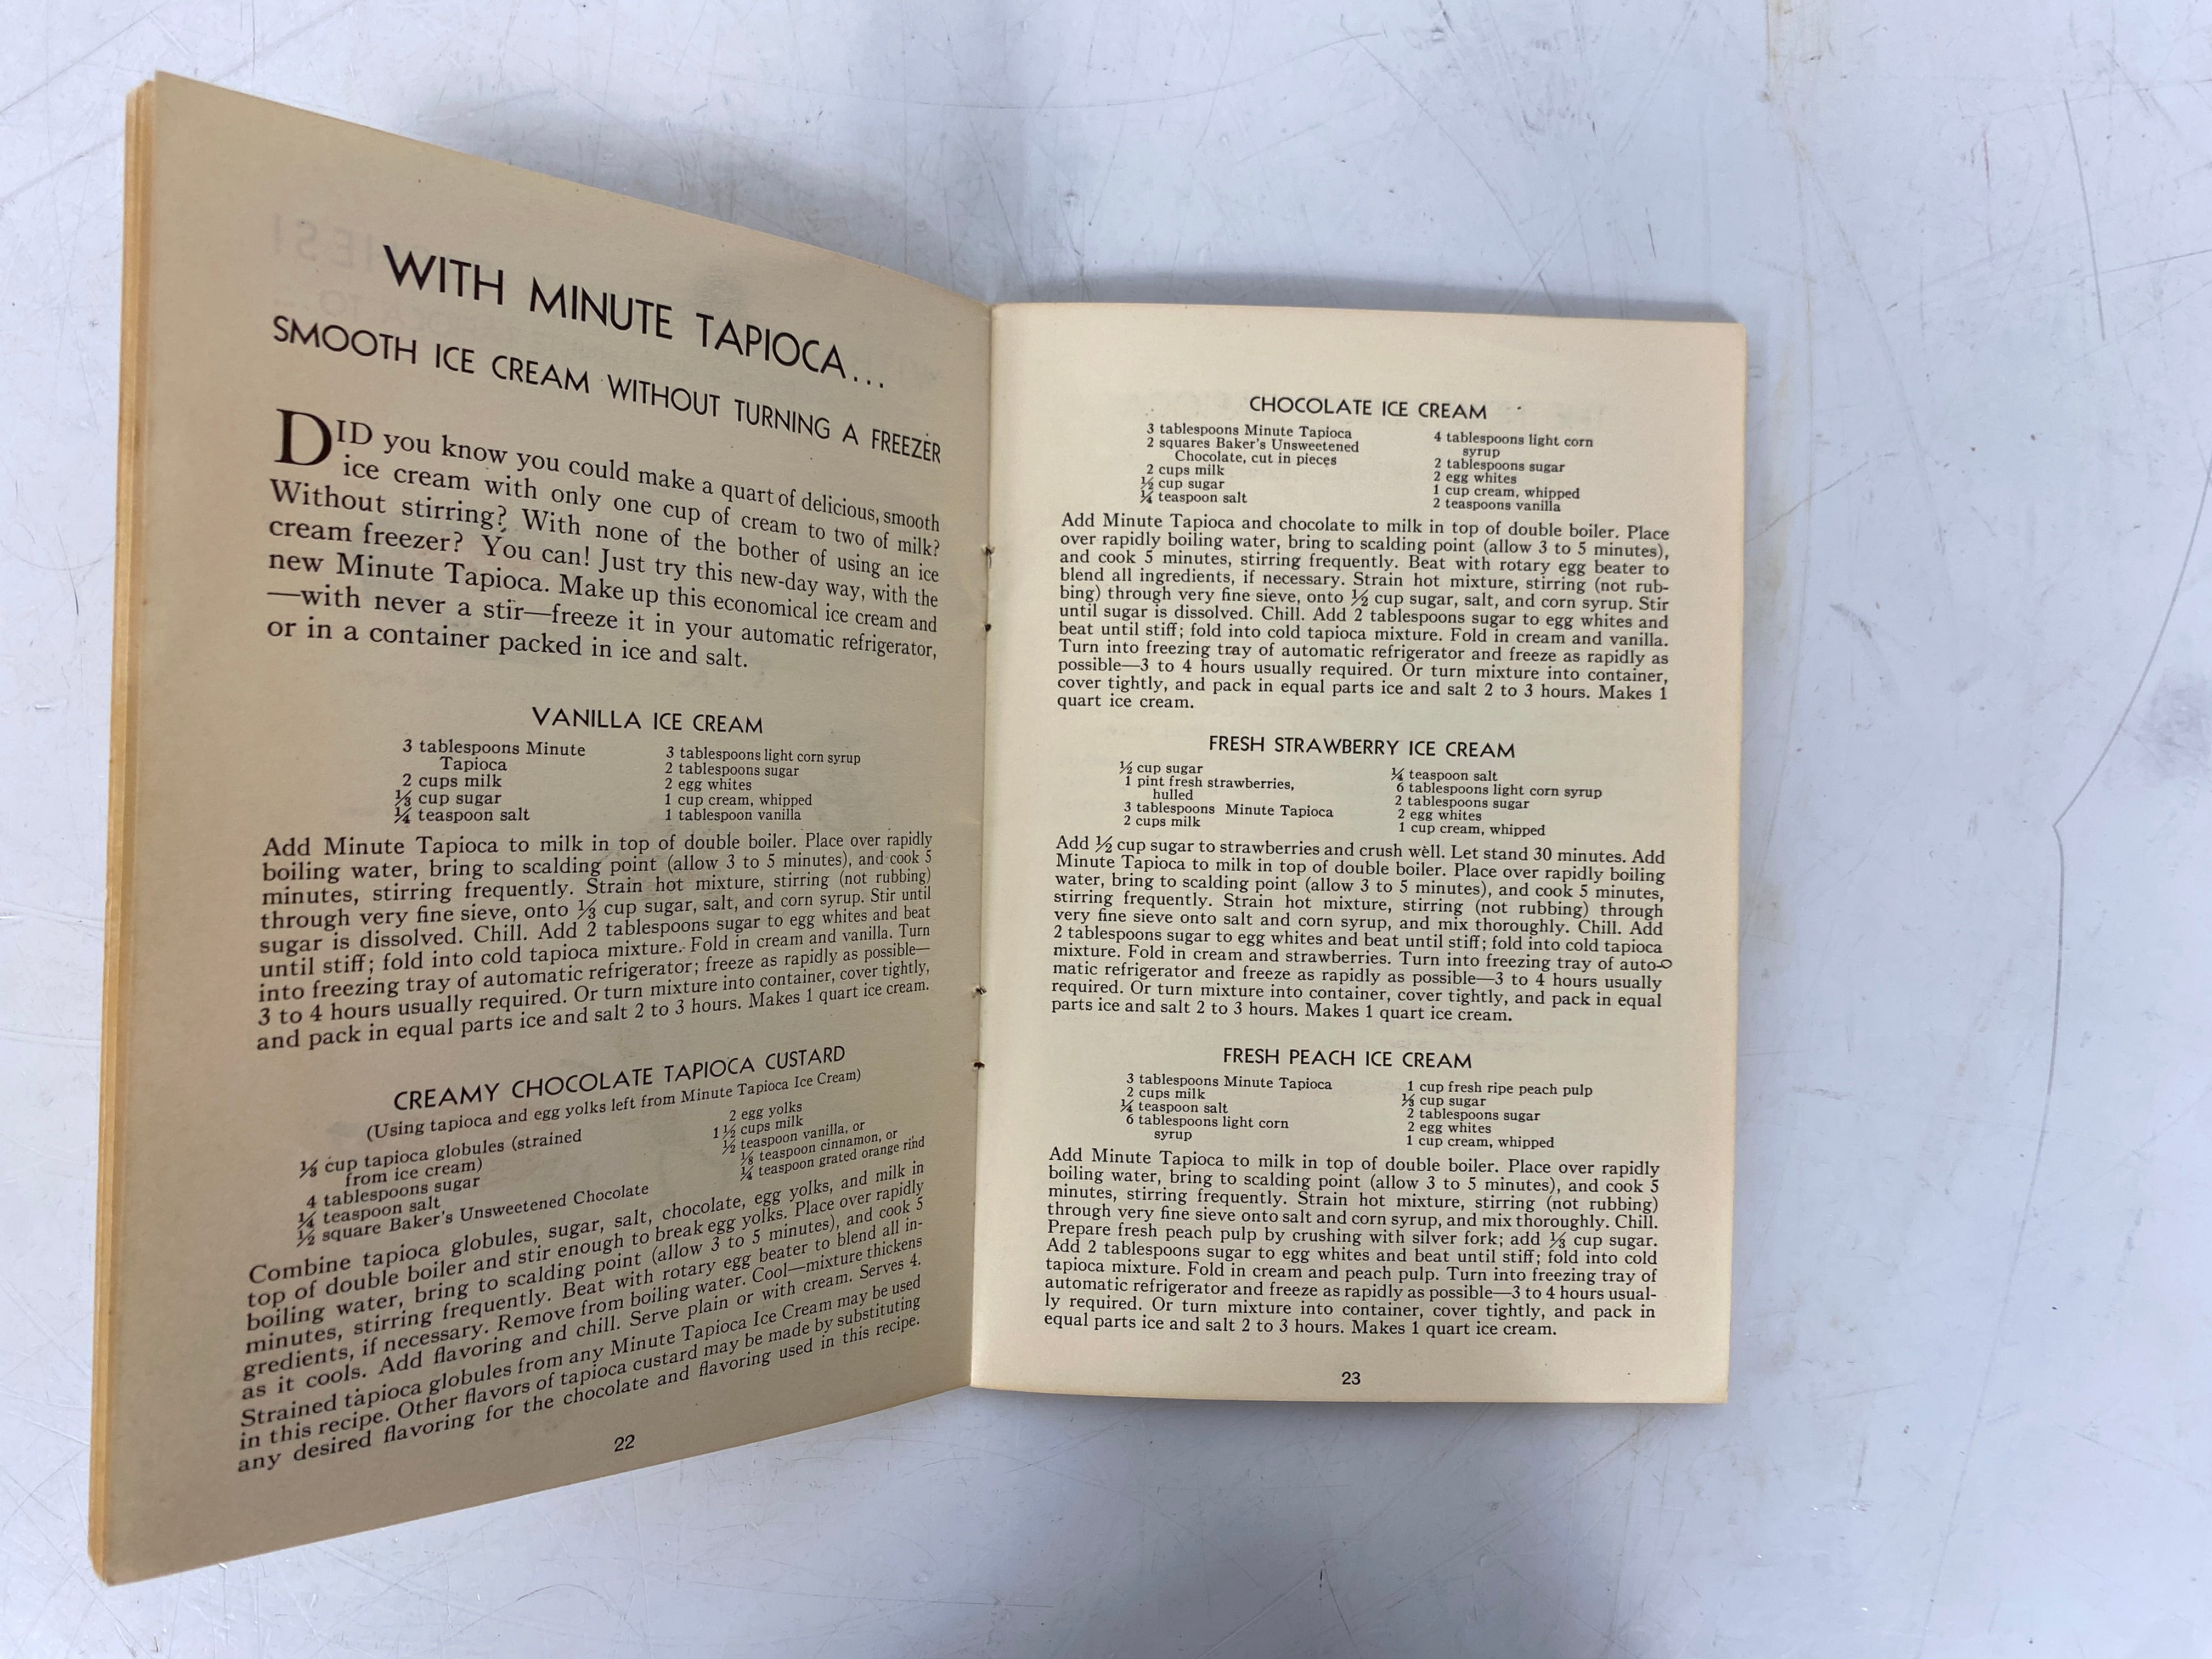 WITH MINUTE TAPIOCA...
SMOOTH ICE CREAM WITHOUT TURNING A FREEZER
DID you know you could make a quart of delicious, smooth
ice cream with only one cup of cream to two of milk?
Without stirring? With none of the bother of using an ice
cream freezer? You can! Just try this new-day way, with the
new Minute Tapioca. Make up this economical ice cream and
—with never a stir—freeze it in your automatic refrigerator,
or in a container packed in ice and salt.
VANILLA ICE CREAM
3 tablespoons Minute
Tapioca
2 cups milk
⅓ cup sugar
¼ teaspoon salt
3 tablespoons light corn syrup
2 tablespoons sugar
2 egg whites
1 cup cream, whipped
1 tablespoon vanilla
Add Minute Tapioca to milk in top of double boiler. Place over rapidly
boiling water, bring to scalding point (allow 3 to 5 minutes), and cook 5
minutes, stirring frequently. Strain hot mixture, stirring (not rubbing)
through very fine sieve, onto ⅓ cup sugar, salt, and corn syrup. Stir until
sugar is dissolved. Chill. Add 2 tablespoons sugar to egg whites and beat
until stiff; fold into cold tapioca mixture. Fold in cream and vanilla. Turn
into freezing tray of automatic refrigerator; freeze as rapidly as possible—
3 to 4 hours usually required. Or turn mixture into container, cover tightly,
and pack in equal parts ice and salt 2 to 3 hours. Makes 1 quart ice cream.
CREAMY CHOCOLATE TAPIOCA CUSTARD
(Using tapioca and egg yolks left from Minute Tapioca Ice Cream)
⅓ cup tapioca globules (strained
from ice cream)
4 tablespoons sugar
¼ teaspoon salt
½ square Baker's Unsweetened Chocolate
2 egg yolks
1½ cups milk
½ teaspoon vanilla, or
⅛ teaspoon cinnamon, or
¼ teaspoon grated orange rind
Combine tapioca globules, sugar, salt, chocolate, egg yolks, and milk in
top of double boiler and stir enough to break egg yolks. Place over rapidly
boiling water, bring to scalding point (allow 3 to 5 minutes), and cook 5
minutes, stirring frequently. Beat with rotary egg beater to blend all in-
gredients, if necessary. Remove from boiling water. Cool—mixture thickens
as it cools. Add flavoring and chill. Serve plain or with cream. Serves 4.
Strained tapioca globules from any Minute Tapioca Ice Cream may be used
in this recipe. Other flavors of tapioca custard may be made by substituting
any desired flavoring for the chocolate and flavoring used in this recipe.
22
CHOCOLATE ICE CREAM
3 tablespoons Minute Tapioca
2 squares Baker's Unsweetened
Chocolate, cut in pieces
2 cups milk
½ cup sugar
¼ teaspoon salt
4 tablespoons light corn
syrup
2 tablespoons sugar
2 egg whites
1 cup cream, whipped
2 teaspoons vanilla
Add Minute Tapioca and chocolate to milk in top of double boiler. Place
over rapidly boiling water, bring to scalding point (allow 3 to 5 minutes),
and cook 5 minutes, stirring frequently. Beat with rotary egg beater to
blend all ingredients, if necessary. Strain hot mixture, stirring (not rub-
bing) through very fine sieve, onto ½ cup sugar, salt, and corn syrup. Stir
until sugar is dissolved. Chill. Add 2 tablespoons sugar to egg whites and
beat until stiff; fold into cold tapioca mixture. Fold in cream and vanilla.
Turn into freezing tray of automatic refrigerator and freeze as rapidly as
possible—3 to 4 hours usually required. Or turn mixture into container,
cover tightly, and pack in equal parts ice and salt 2 to 3 hours. Makes 1
quart ice cream.
FRESH STRAWBERRY ICE CREAM
½ cup sugar
1 pint fresh strawberries,
hulled
3 tablespoons Minute Tapioca
2 cups milk
¼ teaspoon salt
6 tablespoons light corn syrup
2 tablespoons sugar
2 egg whites
1 cup cream, whipped
Add ½ cup sugar to strawberries and crush well. Let stand 30 minutes. Add
Minute Tapioca to milk in top of double boiler. Place over rapidly boiling
water, bring to scalding point (allow 3 to 5 minutes), and cook 5 minutes,
stirring frequently. Strain hot mixture, stirring (not rubbing) through
very fine sieve onto salt and corn syrup, and mix thoroughly. Chill. Add
2 tablespoons sugar to egg whites and beat until stiff; fold into cold tapioca
mixture. Fold in cream and strawberries. Turn into freezing tray of auto-
matic refrigerator and freeze as rapidly as possible—3 to 4 hours usually
required. Or turn mixture into container, cover tightly, and pack in equal
parts ice and salt 2 to 3 hours. Makes 1 quart ice cream.
FRESH PEACH ICE CREAM
3 tablespoons Minute Tapioca
2 cups milk
¼ teaspoon salt
6 tablespoons light corn
syrup
1 cup fresh ripe peach pulp
⅓ cup sugar
2 tablespoons sugar
2 egg whites
1 cup cream, whipped
Add Minute Tapioca to milk in top of double boiler. Place over rapidly
boiling water, bring to scalding point (allow 3 to 5 minutes), and cook 5
minutes, stirring frequently. Strain hot mixture, stirring (not rubbing)
through very fine sieve onto salt and corn syrup, and mix thoroughly. Chill.
Prepare fresh peach pulp by crushing with silver fork; add ⅓ cup sugar.
Add 2 tablespoons sugar to egg whites and beat until stiff; fold into cold
tapioca mixture. Fold in cream and peach pulp. Turn into freezing tray of
automatic refrigerator and freeze as rapidly as possible—3 to 4 hours usual-
ly required. Or turn mixture into container, cover tightly, and pack in
equal parts ice and salt 2 to 3 hours. Makes 1 quart ice cream.
23